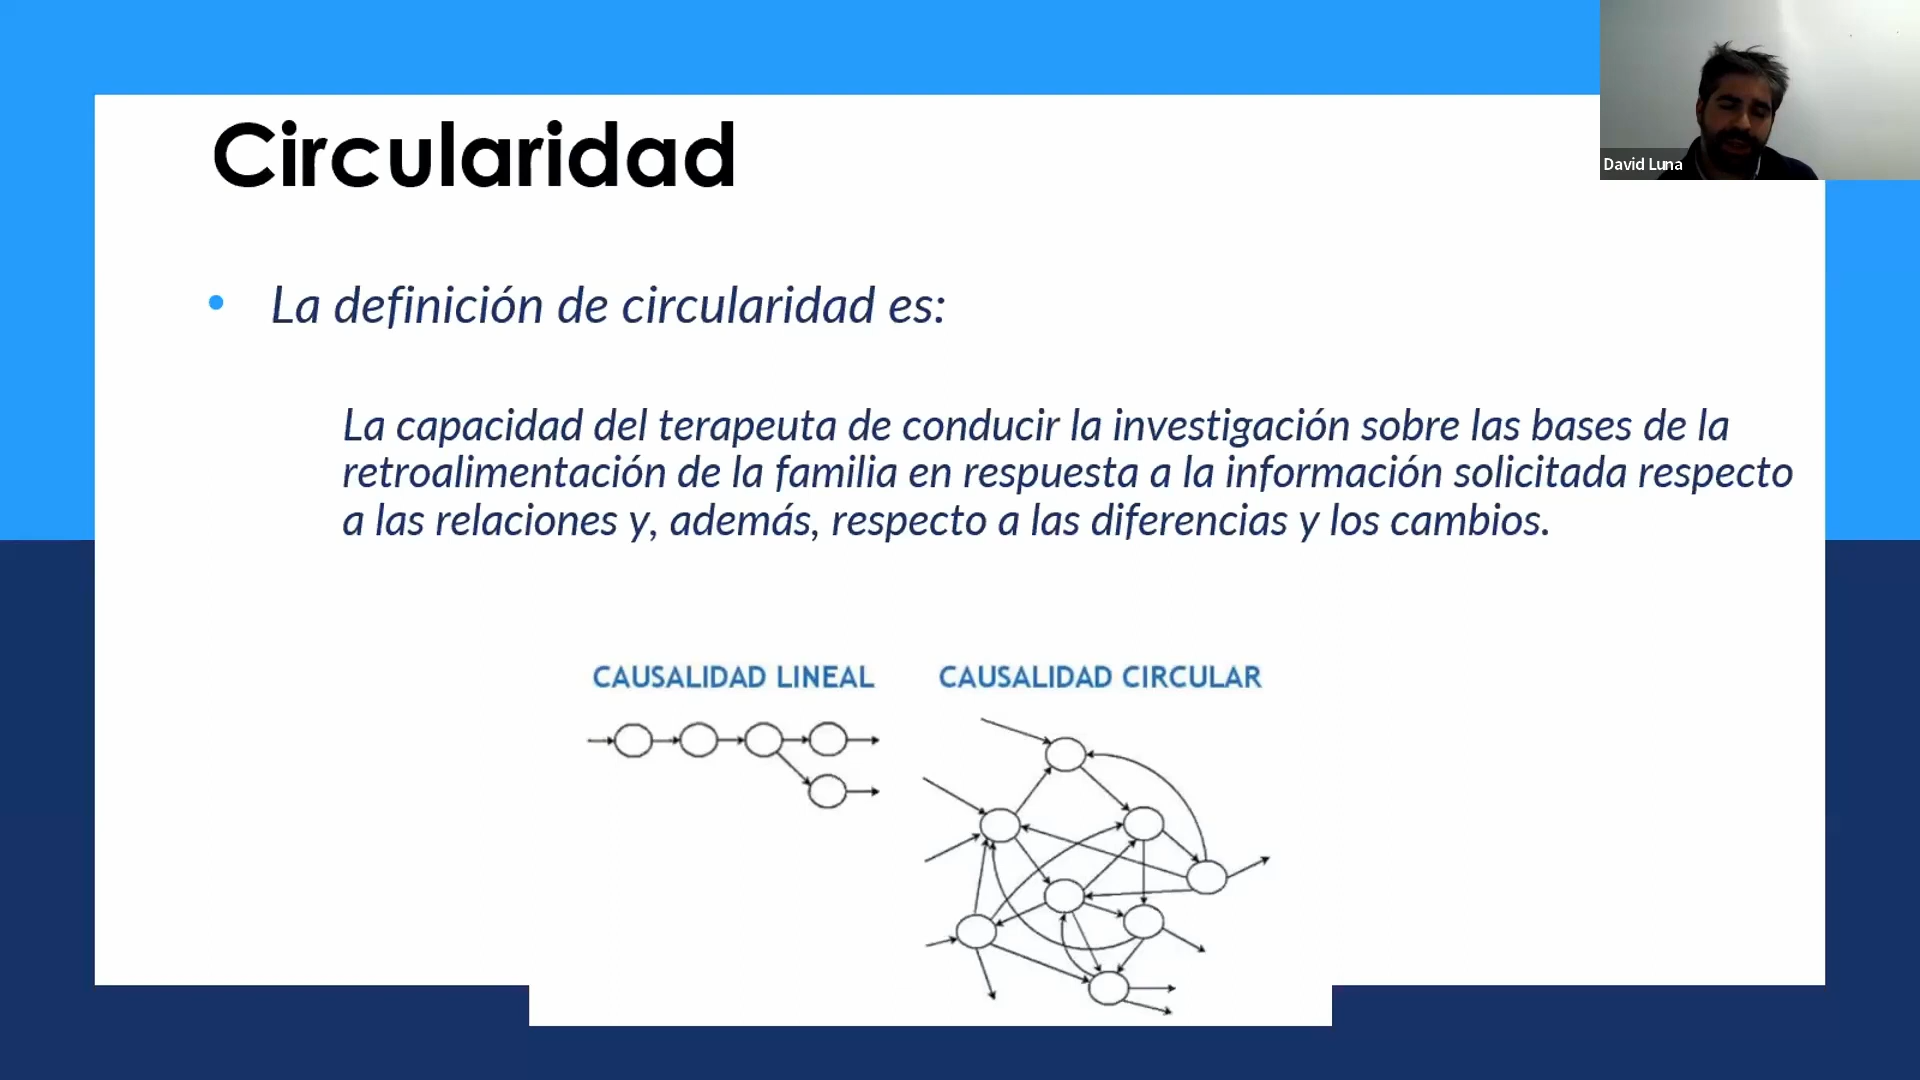 Circularidad
David Luna
• La definición de circularidad es:
La capacidad del terapeuta de conducir la investigación sobre las bases de la
retroalimentación de la familia en respuesta a la información solicitada respecto
a las relaciones y, además, respecto a las diferencias y los cambios.
CAUSALIDAD LINEAL
CAUSALIDAD CIRCULAR